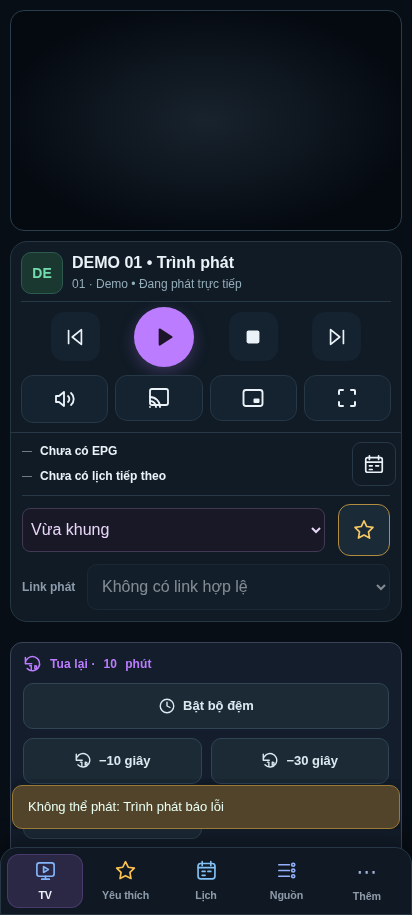 DE
DEMO 01 • Trình phát
01 · Demo • Đang phát trực tiếp
— Chưa có EPG
— Chưa có lịch tiếp theo
Vừa khung
Link phát
Không có link hợp lệ
Tua lại · 10 phút
Bật bộ đệm
−10 giây
−30 giây
Không thể phát: Trình phát báo lỗi
TV
Yêu thích
Lịch
Nguồn
Thêm